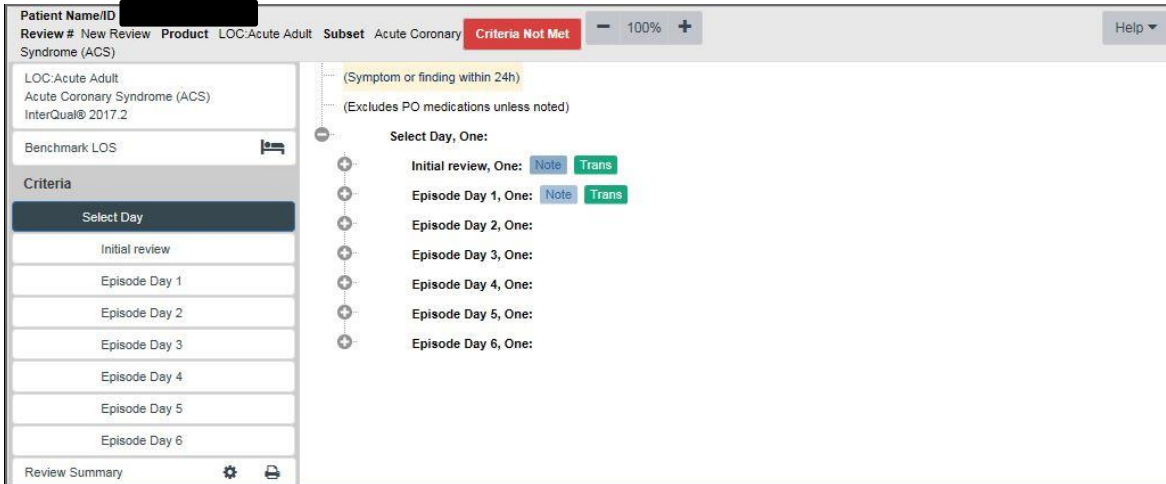 Patient Name/ID
Review # New Review Product LOC:Acute Adult Subset Acute Coronary
Syndrome (ACS)
Criteria Not Met
100%
Help
LOC:Acute Adult
Acute Coronary Syndrome (ACS)
InterQual® 2017.2
Benchmark LOS
Criteria
Select Day
Initial review
Episode Day 1
Episode Day 2
Episode Day 3
Episode Day 4
Episode Day 5
Episode Day 6
Review Summary
(Symptom or finding within 24h)
(Excludes PO medications unless noted)
Select Day, One:
Initial review, One: Note Trans
Episode Day 1, One: Note Trans
Episode Day 2, One:
Episode Day 3, One:
Episode Day 4, One:
Episode Day 5, One:
Episode Day 6, One: